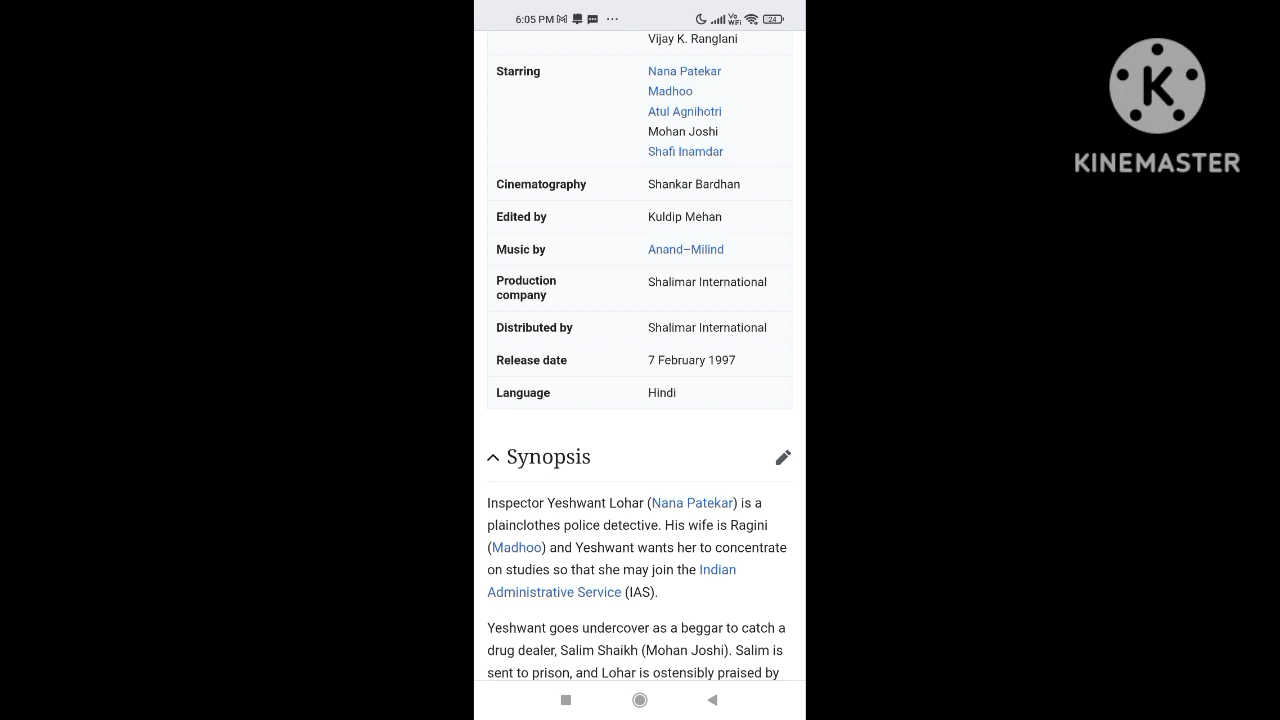 6:05 PM
Vo
WiFi
24
Vijay K. Ranglani
Starring
Nana Patekar
Madhoo
Atul Agnihotri
Mohan Joshi
Shafi Inamdar
Cinematography
Shankar Bardhan
Edited by
Kuldip Mehan
Music by
Anand–Milind
Production
company
Shalimar International
Distributed by
Shalimar International
Release date
7 February 1997
Language
Hindi
Synopsis
Inspector Yeshwant Lohar (Nana Patekar) is a
plainclothes police detective. His wife is Ragini
(Madhoo) and Yeshwant wants her to concentrate
on studies so that she may join the Indian
Administrative Service (IAS).
Yeshwant goes undercover as a beggar to catch a
drug dealer, Salim Shaikh (Mohan Joshi). Salim is
sent to prison, and Lohar is ostensibly praised by
K
KINEMASTER